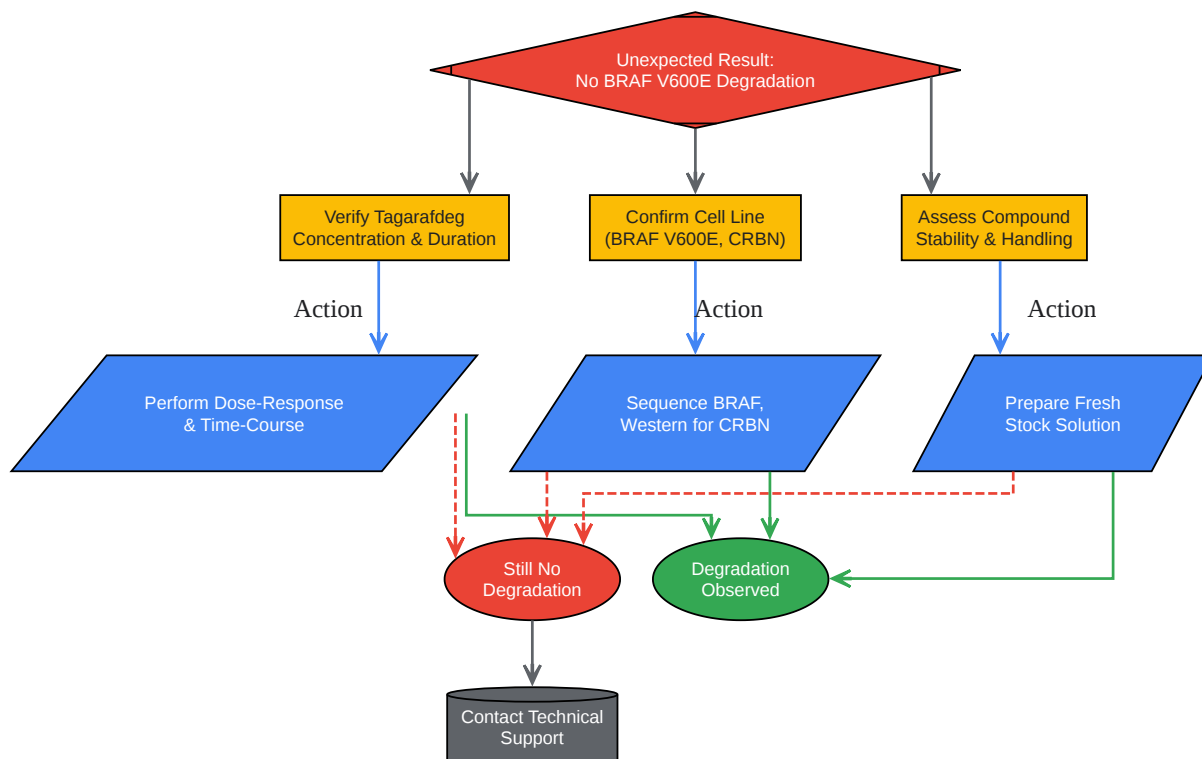 Unexpected Result:
No BRAF V600E Degradation
Verify Tagarafdeg
Concentration & Duration
Confirm Cell Line
(BRAF V600E, CRBN)
Assess Compound
Stability & Handling
Action
Action
Action
Perform Dose-Response
& Time-Course
Sequence BRAF,
Western for CRBN
Prepare Fresh
Stock Solution
Still No
Degradation
Degradation
Observed
Contact Technical
Support